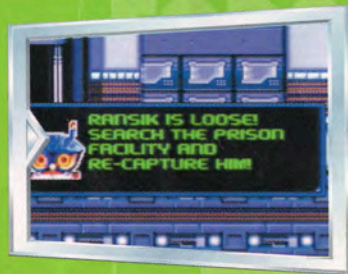 RANSIK IS LOOSE!
SEARCH THE PRISON
FACILITY AND
RE-CAPTURE HIM!